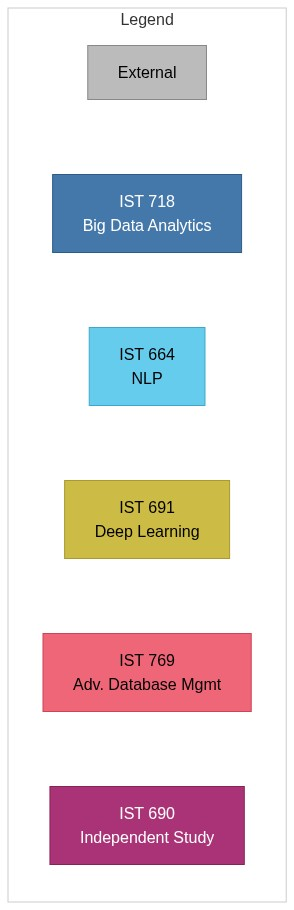 Legend
External
IST 718
Big Data Analytics
IST 664
NLP
IST 691
Deep Learning
IST 769
Adv. Database Mgmt
IST 690
Independent Study